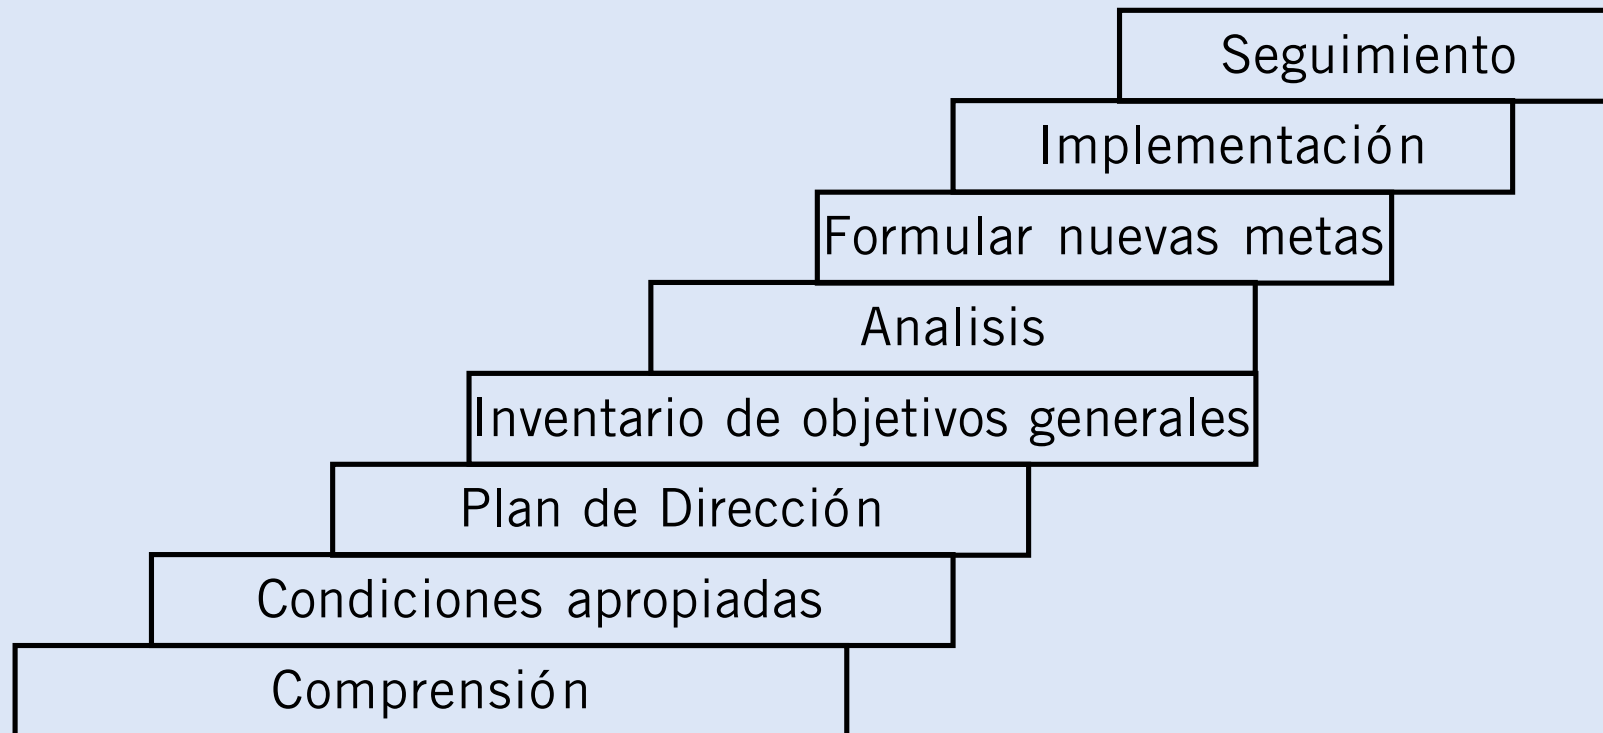 Seguimiento
Implementación
Formular nuevas metas
Analisis
Inventario de objetivos generales
Plan de Dirección
Condiciones apropiadas
Comprensión